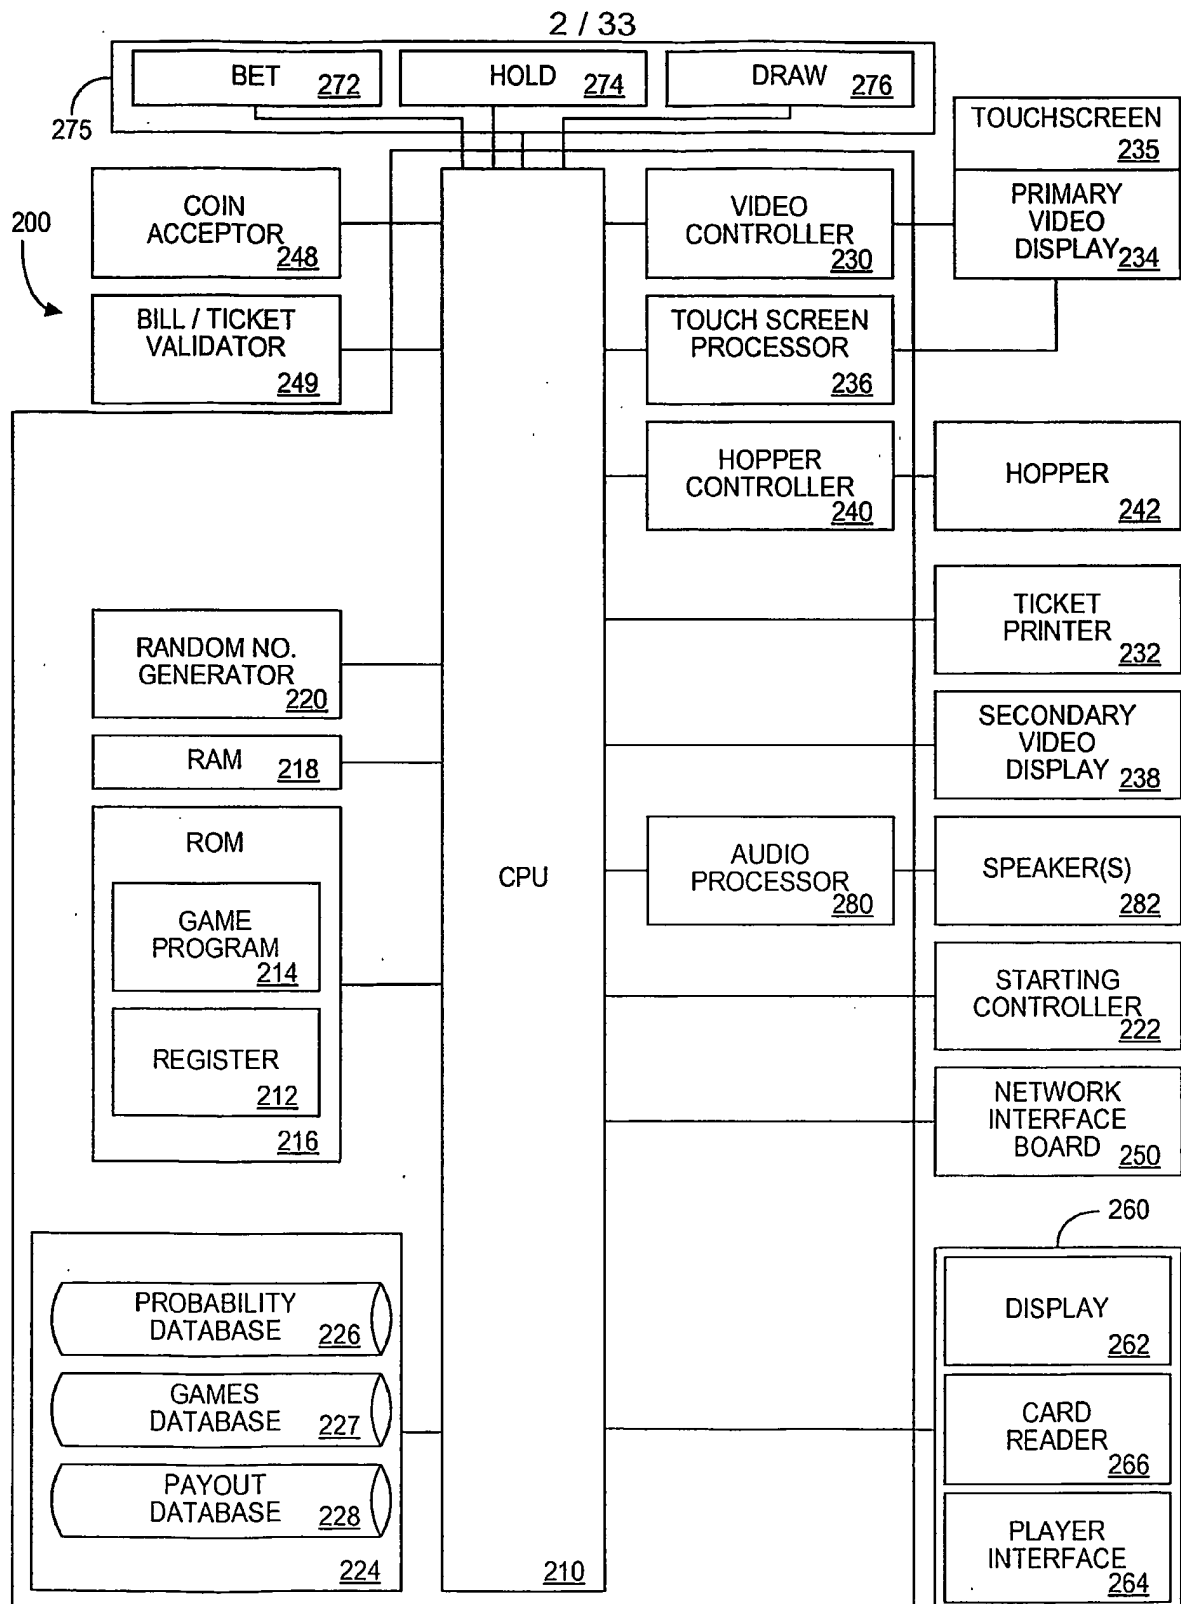 2 / 33
BET 272
HOLD 274
DRAW 276
275
TOUCHSCREEN
235
PRIMARY
VIDEO
DISPLAY 234
200
COIN
ACCEPTOR
248
VIDEO
CONTROLLER
230
BILL / TICKET
VALIDATOR
249
TOUCH SCREEN
PROCESSOR
236
HOPPER
CONTROLLER
240
HOPPER
242
TICKET
PRINTER
232
RANDOM NO.
GENERATOR
220
SECONDARY
VIDEO
DISPLAY 238
RAM 218
ROM
GAME
PROGRAM
214
REGISTER
212
216
CPU
AUDIO
PROCESSOR
280
SPEAKER(S)
282
STARTING
CONTROLLER
222
NETWORK
INTERFACE
BOARD 250
260
PROBABILITY
DATABASE 226
GAMES
DATABASE 227
PAYOUT
DATABASE 228
224
210
DISPLAY
262
CARD
READER
266
PLAYER
INTERFACE
264